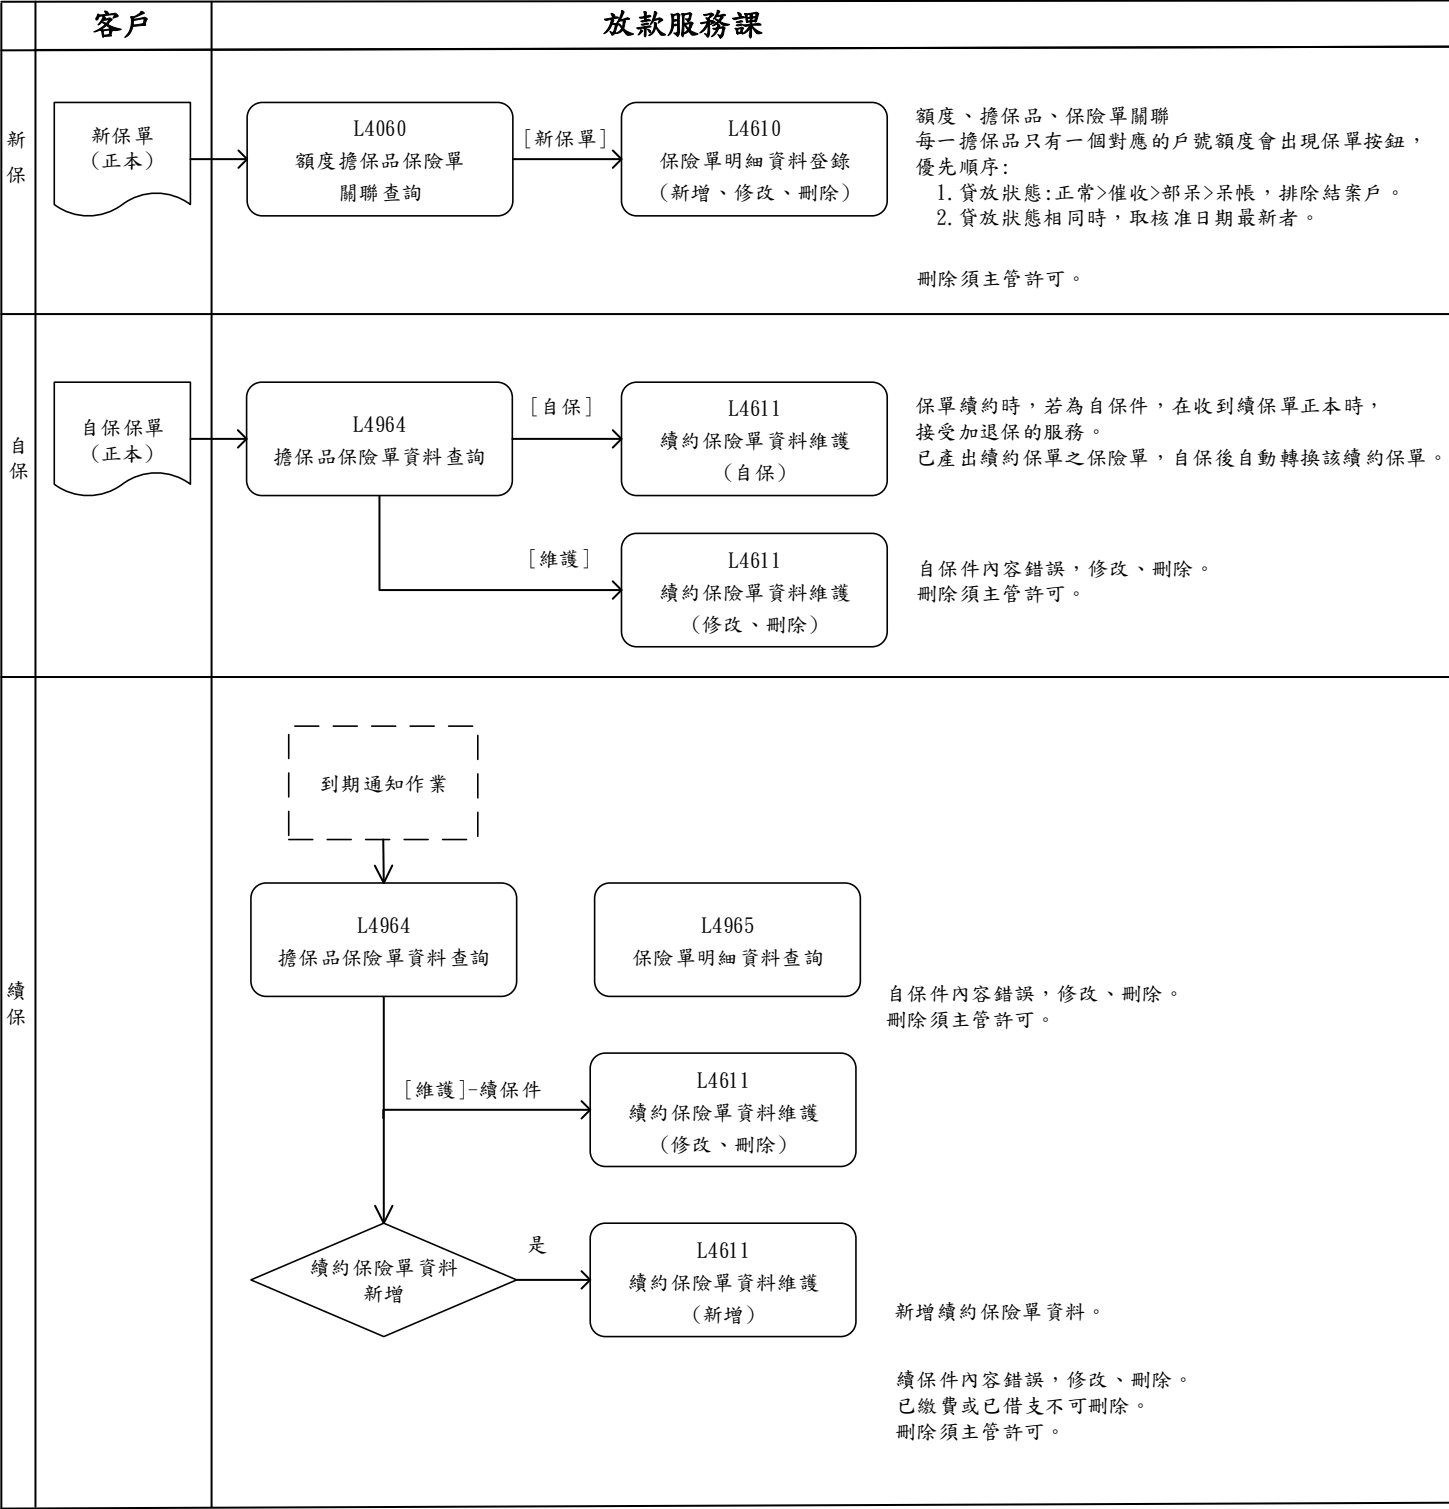 客戶
放款服務課
新
保
新保單
(正本)
L4060
額度擔保品保險單
關聯查詢
[新保單]
L4610
保險單明細資料登錄
(新增、修改、刪除)
額度、擔保品、保險單關聯
每一擔保品只有一個對應的戶號額度會出現保單按鈕，
優先順序:
1.貸放狀態:正常>催收>部呆>呆帳，排除結案戶。
2.貸放狀態相同時，取核准日期最新者。
刪除須主管許可。
自
保
自保保單
(正本)
L4964
擔保品保險單資料查詢
[自保]
L4611
續約保險單資料維護
(自保)
保單續約時，若為自保件，在收到續保單正本時，
接受加退保的服務。
已產出續約保單之保險單，自保後自動轉換該續約保單。
[維護]
L4611
續約保險單資料維護
(修改、刪除)
自保件內容錯誤，修改、刪除。
刪除須主管許可。
續
保
到期通知作業
L4964
擔保品保險單資料查詢
L4965
保險單明細資料查詢
自保件內容錯誤，修改、刪除。
刪除須主管許可。
[維護]-續保件
L4611
續約保險單資料維護
(修改、刪除)
續約保險單資料
新增
是
L4611
續約保險單資料維護
(新增)
新增續約保險單資料。
續保件內容錯誤，修改、刪除。
已繳費或已借支不可刪除。
刪除須主管許可。